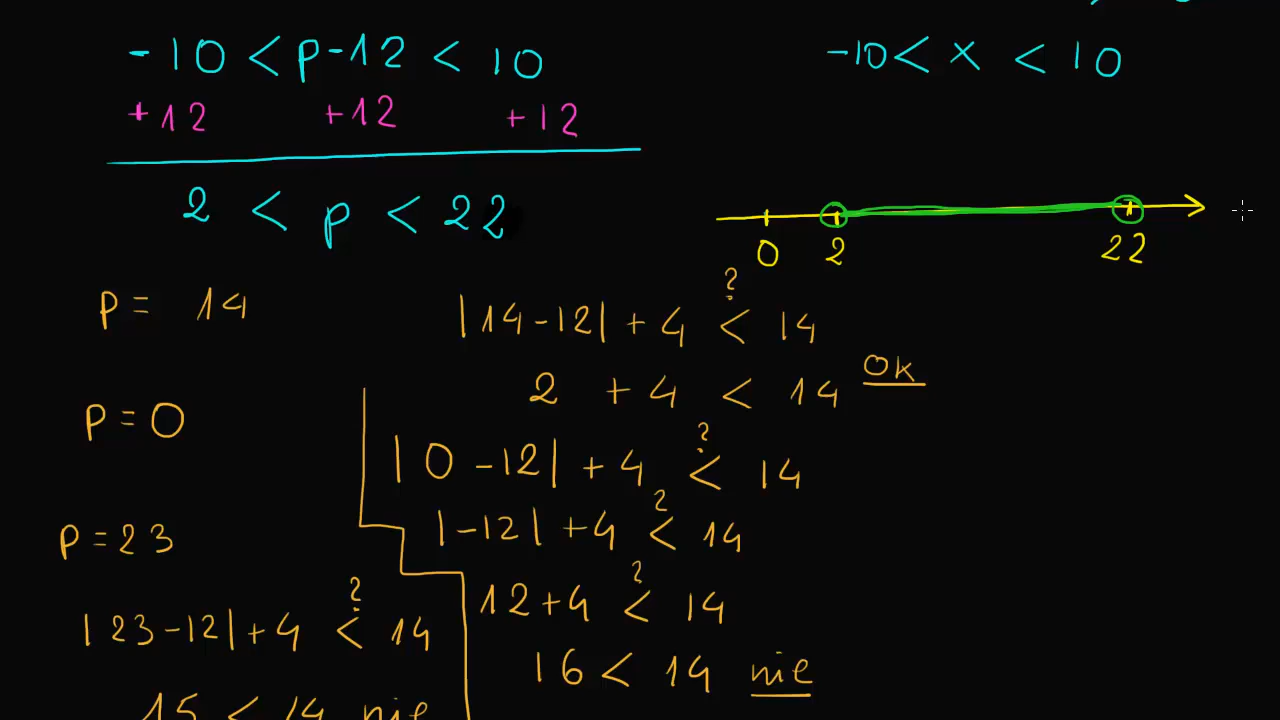 -10 < p-12 < 10
+12 +12 +12
2 < p < 22
-10 < x < 10
0 2 22
p = 14
|14-12| + 4 <? 14
2 + 4 < 14 OK
p = 0
|0-12| + 4 <? 14
|-12| + 4 <? 14
12+4 <? 14
16 < 14 nie
p = 23
|23-12| + 4 <? 14
15 < 14 nie